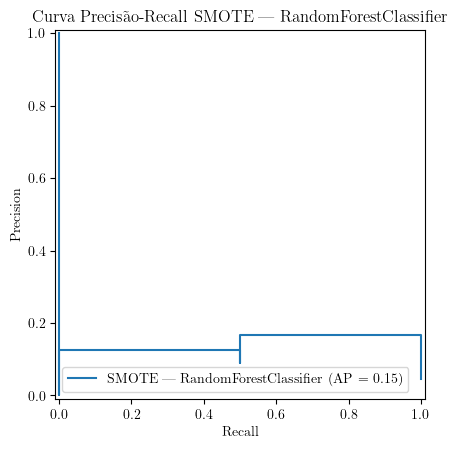 Curva Precisão-Recall SMOTE — RandomForestClassifier
1.0
0.8
0.6
0.4
0.2
0.0
Precision
SMOTE — RandomForestClassifier (AP = 0.15)
0.0 0.2 0.4 0.6 0.8 1.0
Recall